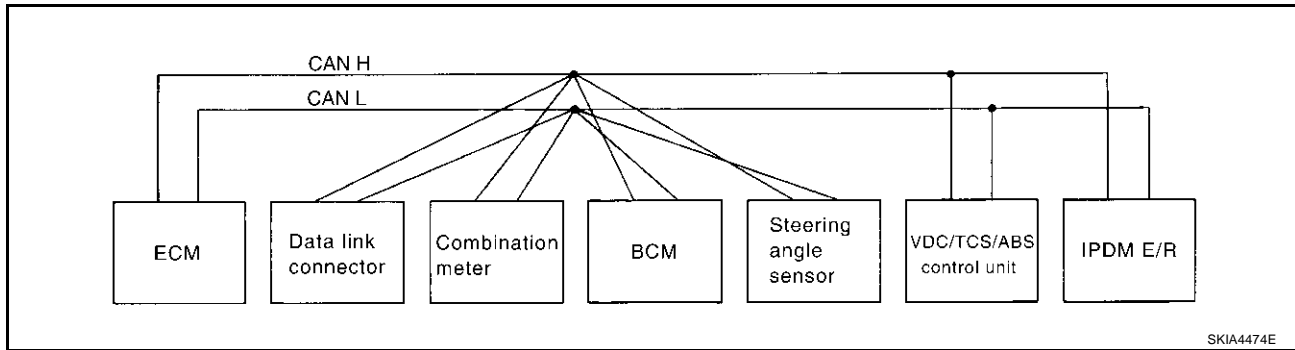 CAN H
CAN L
ECM
Data link
connector
Combination
meter
BCM
Steering
angle
sensor
VDC/TCS/ABS
control unit
IPDM E/R
SKIA4474E